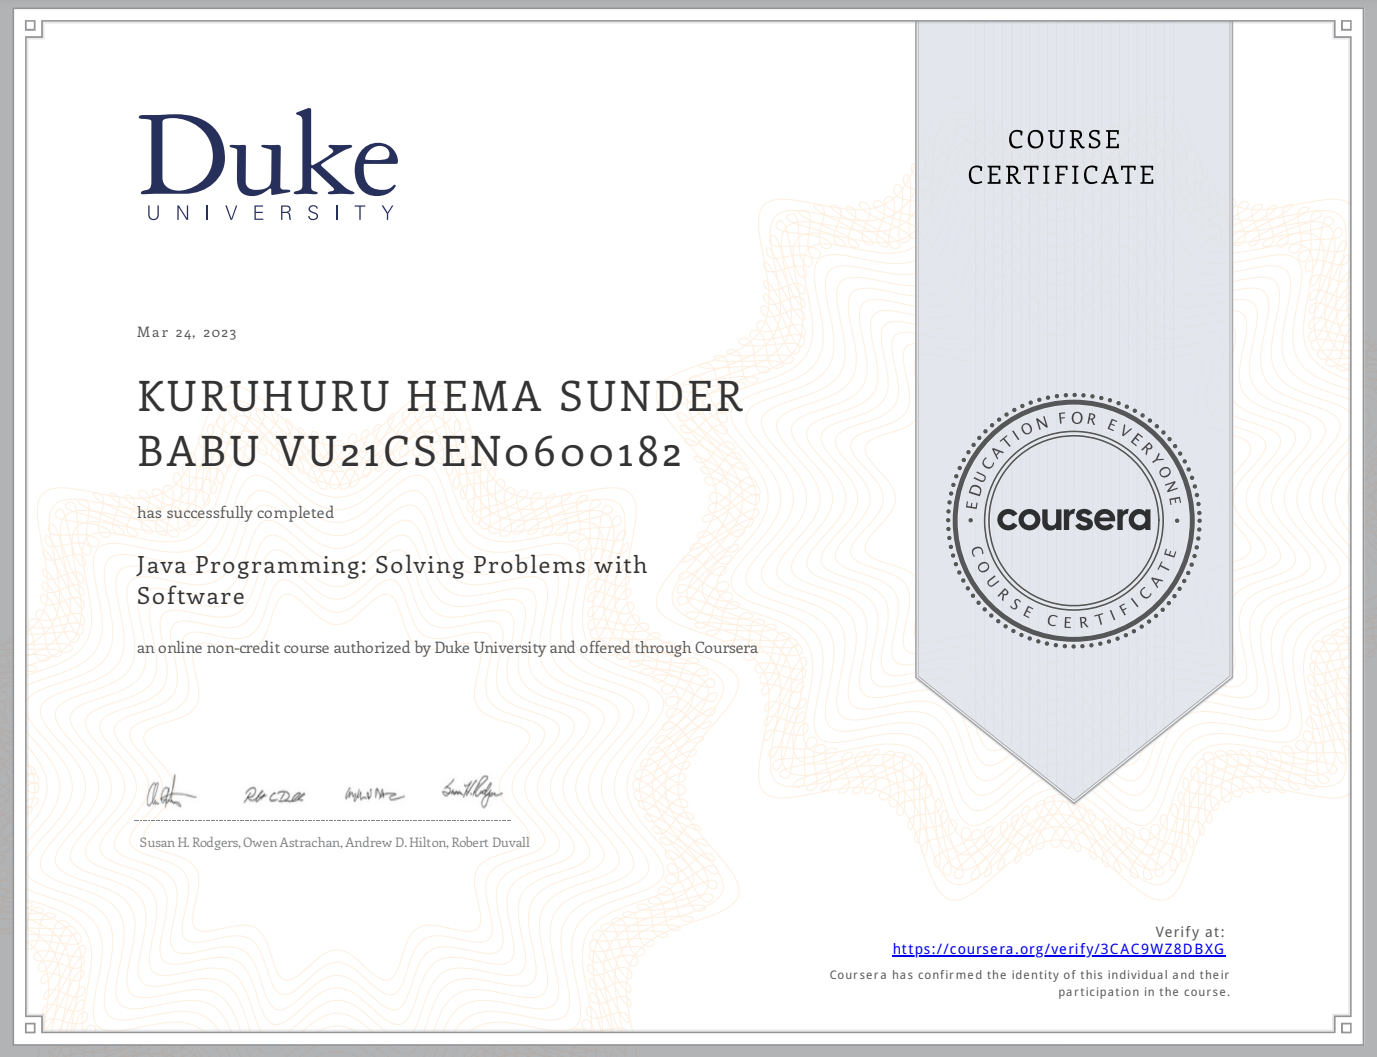 Duke
UNIVERSITY
COURSE
CERTIFICATE
Mar 24, 2023
KURUHURU HEMA SUNDER
BABU VU21CSEN0600182
has successfully completed
Java Programming: Solving Problems with
Software
an online non-credit course authorized by Duke University and offered through Coursera
EDUCATION FOR EVERYONE
coursera
COURSE CERTIFICATE
Susan H. Rodgers, Owen Astrachan, Andrew D. Hilton, Robert Duvall
Verify at:
https://coursera.org/verify/3CAC9WZ8DBXG
Coursera has confirmed the identity of this individual and their
participation in the course.